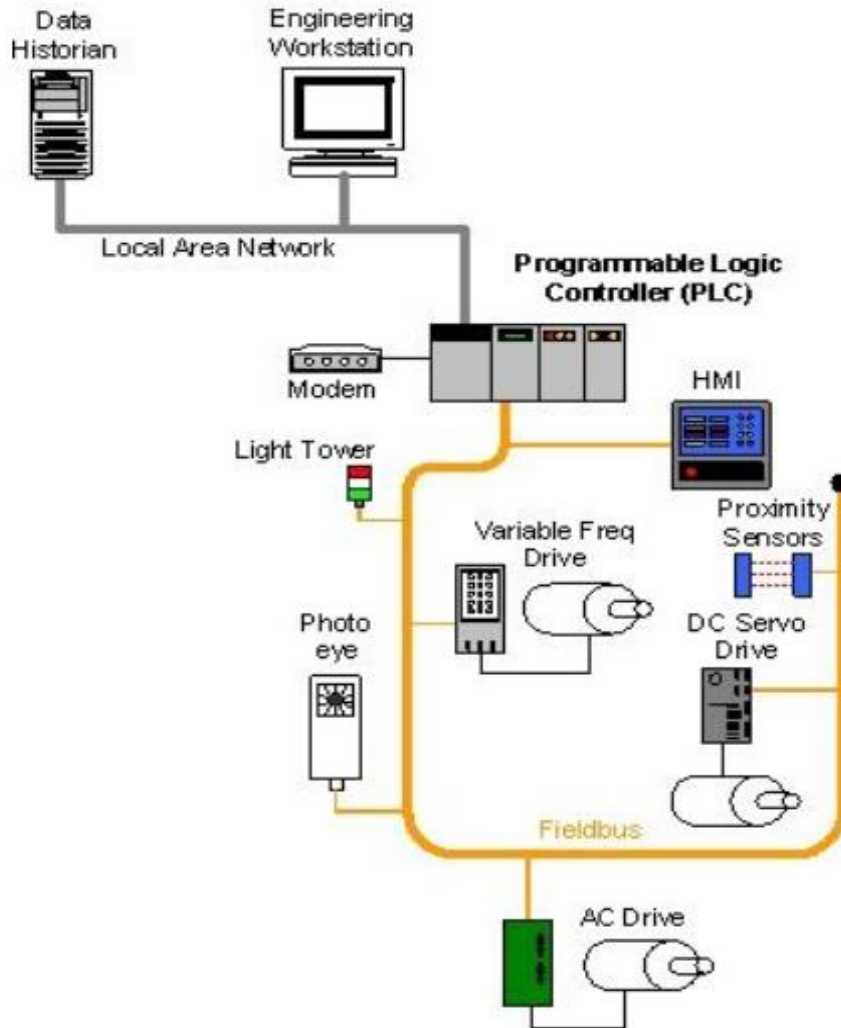 Data
Historian
Engineering
Workstation
Local Area Network
Programmable Logic
Controller (PLC)
Modem
HMI
Light Tower
Proximity
Sensors
Variable Freq
Drive
Photo
eye
DC Servo
Drive
Fieldbus
AC Drive